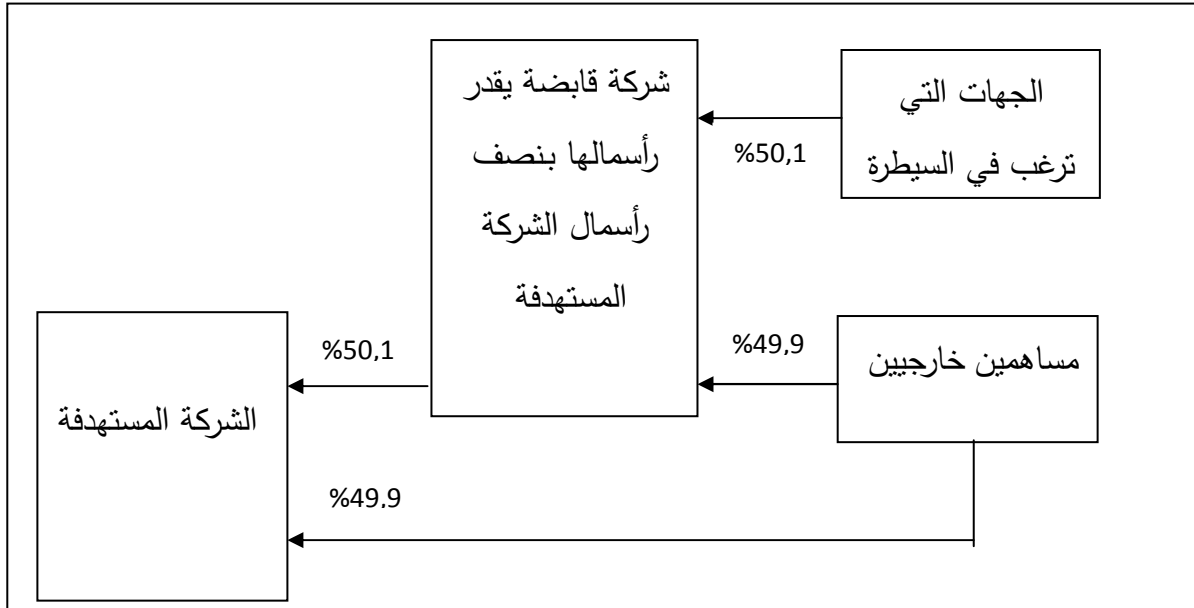 الجهات التي
ترغب في السيطرة
%50,1
شركة قابضة يقدر
رأسمالها بنصف
رأسمال الشركة
المستهدفة
مساهمين خارجيين
%49,9
%50,1
الشركة المستهدفة
%49,9